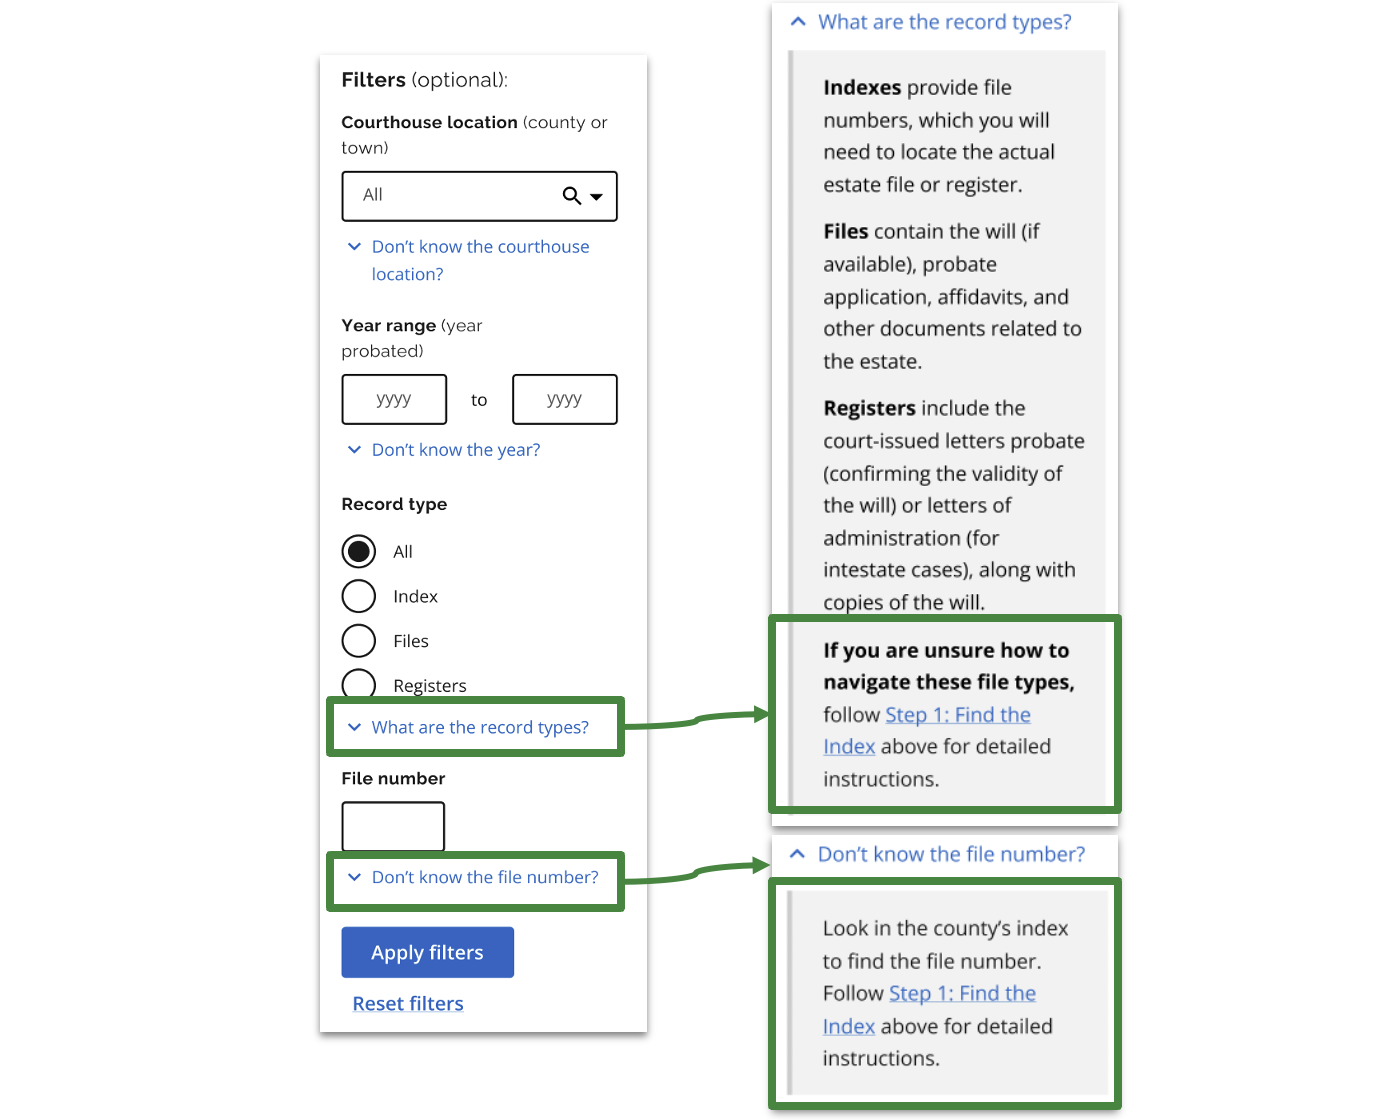 Filters (optional):
Courthouse location (county or
town)
All
Don't know the courthouse
location?
Year range (year
probated)
yyyy to yyyy
Don't know the year?
Record type
All
Index
Files
Registers
What are the record types?
File number
Don't know the file number?
Apply filters
Reset filters
What are the record types?
Indexes provide file
numbers, which you will
need to locate the actual
estate file or register.
Files contain the will (if
available), probate
application, affidavits, and
other documents related to
the estate.
Registers include the
court-issued letters probate
(confirming the validity of
the will) or letters of
administration (for
intestate cases), along with
copies of the will.
If you are unsure how to
navigate these file types,
follow Step 1: Find the
Index above for detailed
instructions.
Don't know the file number?
Look in the county's index
to find the file number.
Follow Step 1: Find the
Index above for detailed
instructions.